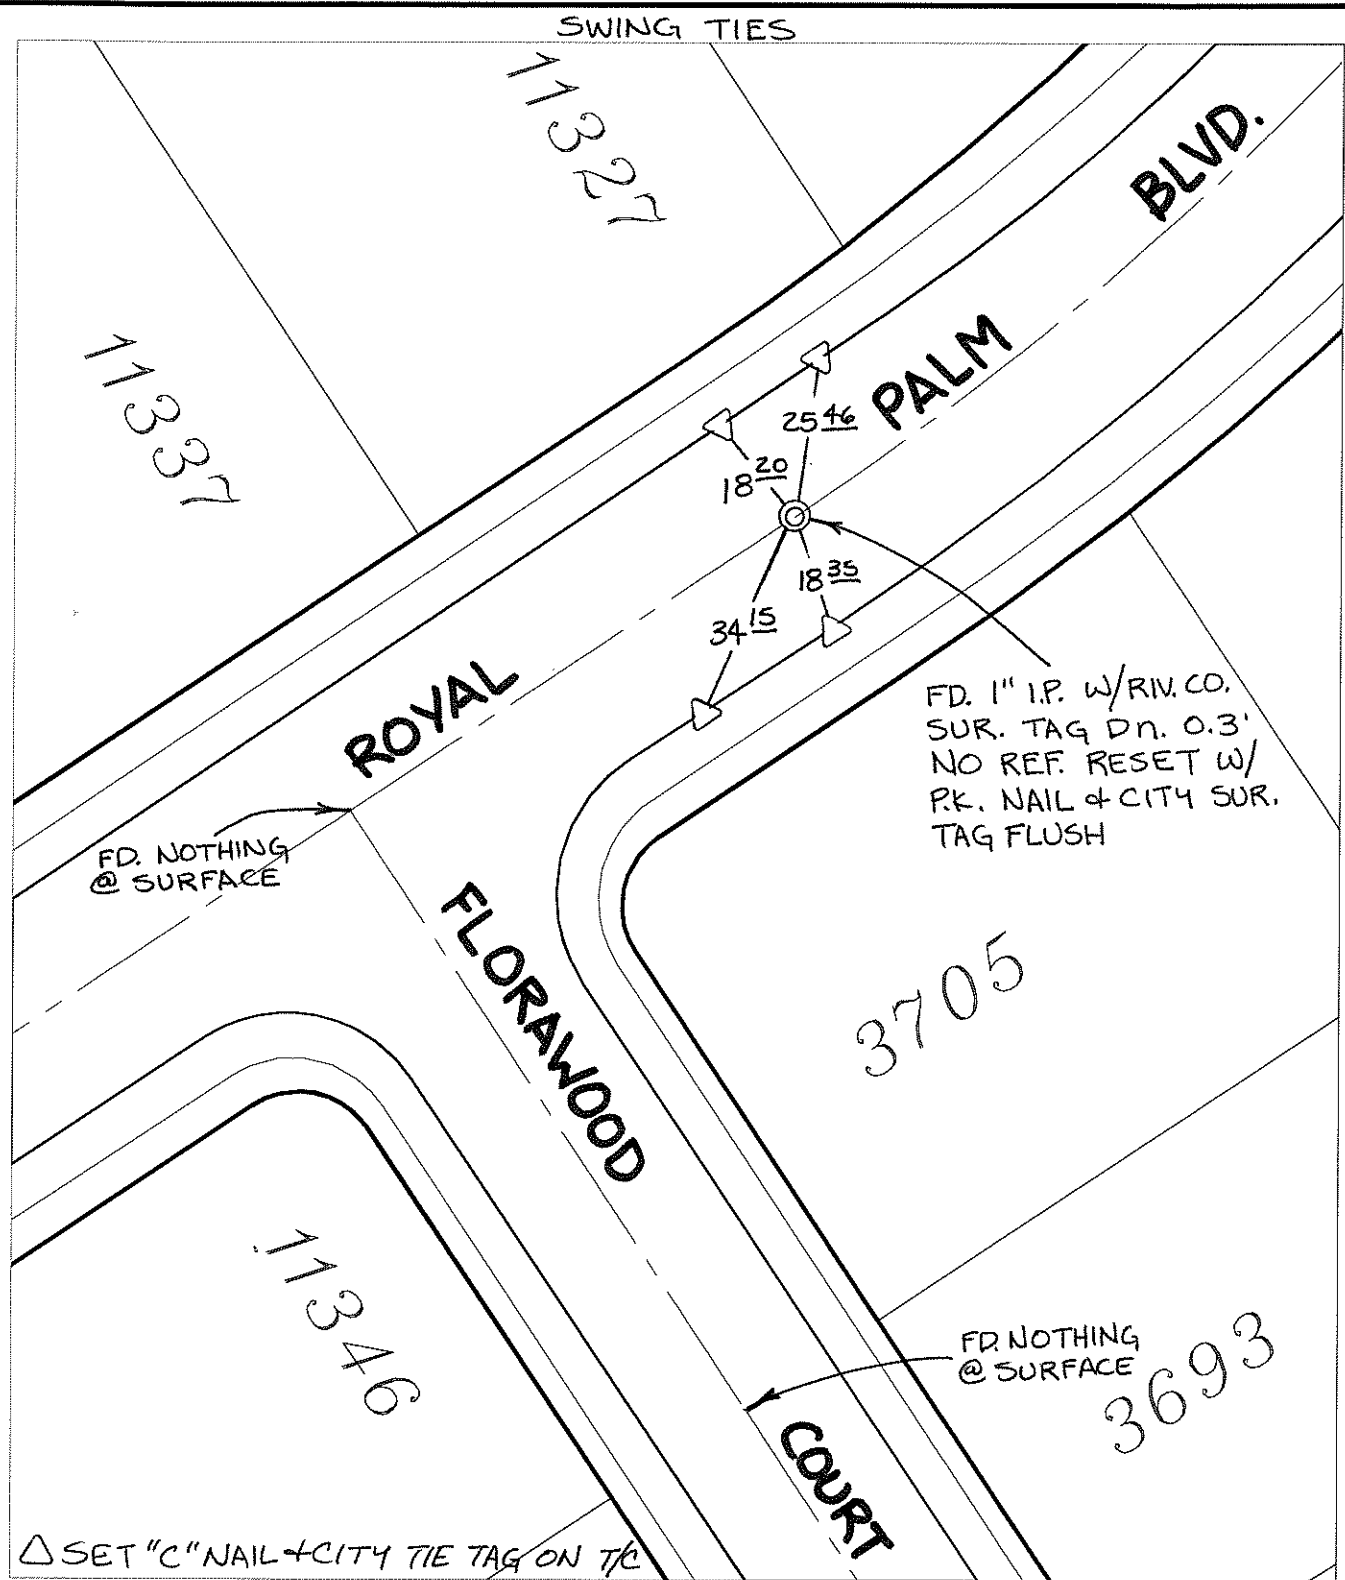 SWING TIES
11327
BLVD.
11337
PALM
25 46
18 20
18 35
34 15
ROYAL
FD. 1" I.P. W/RIV. CO.
SUR. TAG Dn. 0.3'
NO REF. RESET W/
P.K. NAIL & CITY SUR.
TAG FLUSH
FD. NOTHING
@ SURFACE
FLORAWOOD
3705
11346
FD. NOTHING
@ SURFACE
3693
COURT
△ SET "C" NAIL & CITY TIE TAG ON T/C